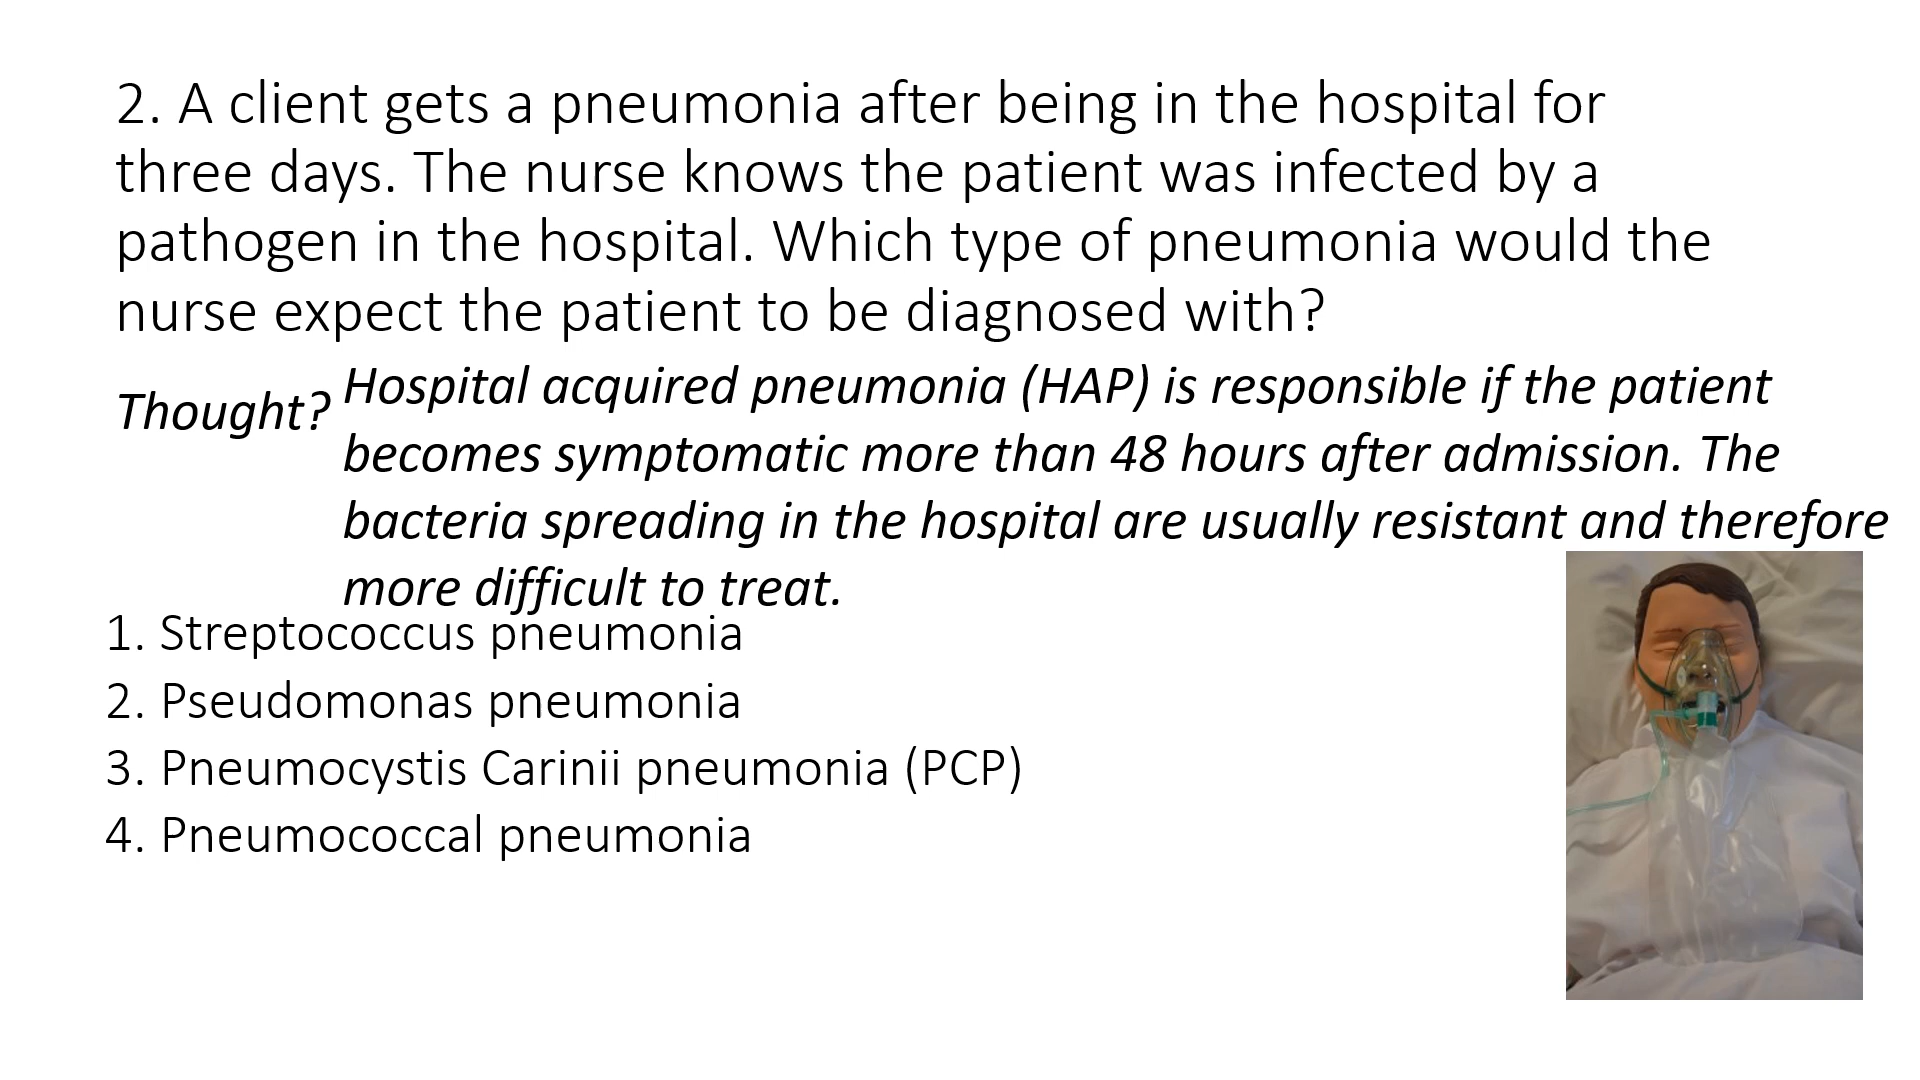 2. A client gets a pneumonia after being in the hospital for
three days. The nurse knows the patient was infected by a
pathogen in the hospital. Which type of pneumonia would the
nurse expect the patient to be diagnosed with?
Thought?
Hospital acquired pneumonia (HAP) is responsible if the patient
becomes symptomatic more than 48 hours after admission. The
bacteria spreading in the hospital are usually resistant and therefore
more difficult to treat.
1. Streptococcus pneumonia
2. Pseudomonas pneumonia
3. Pneumocystis Carinii pneumonia (PCP)
4. Pneumococcal pneumonia